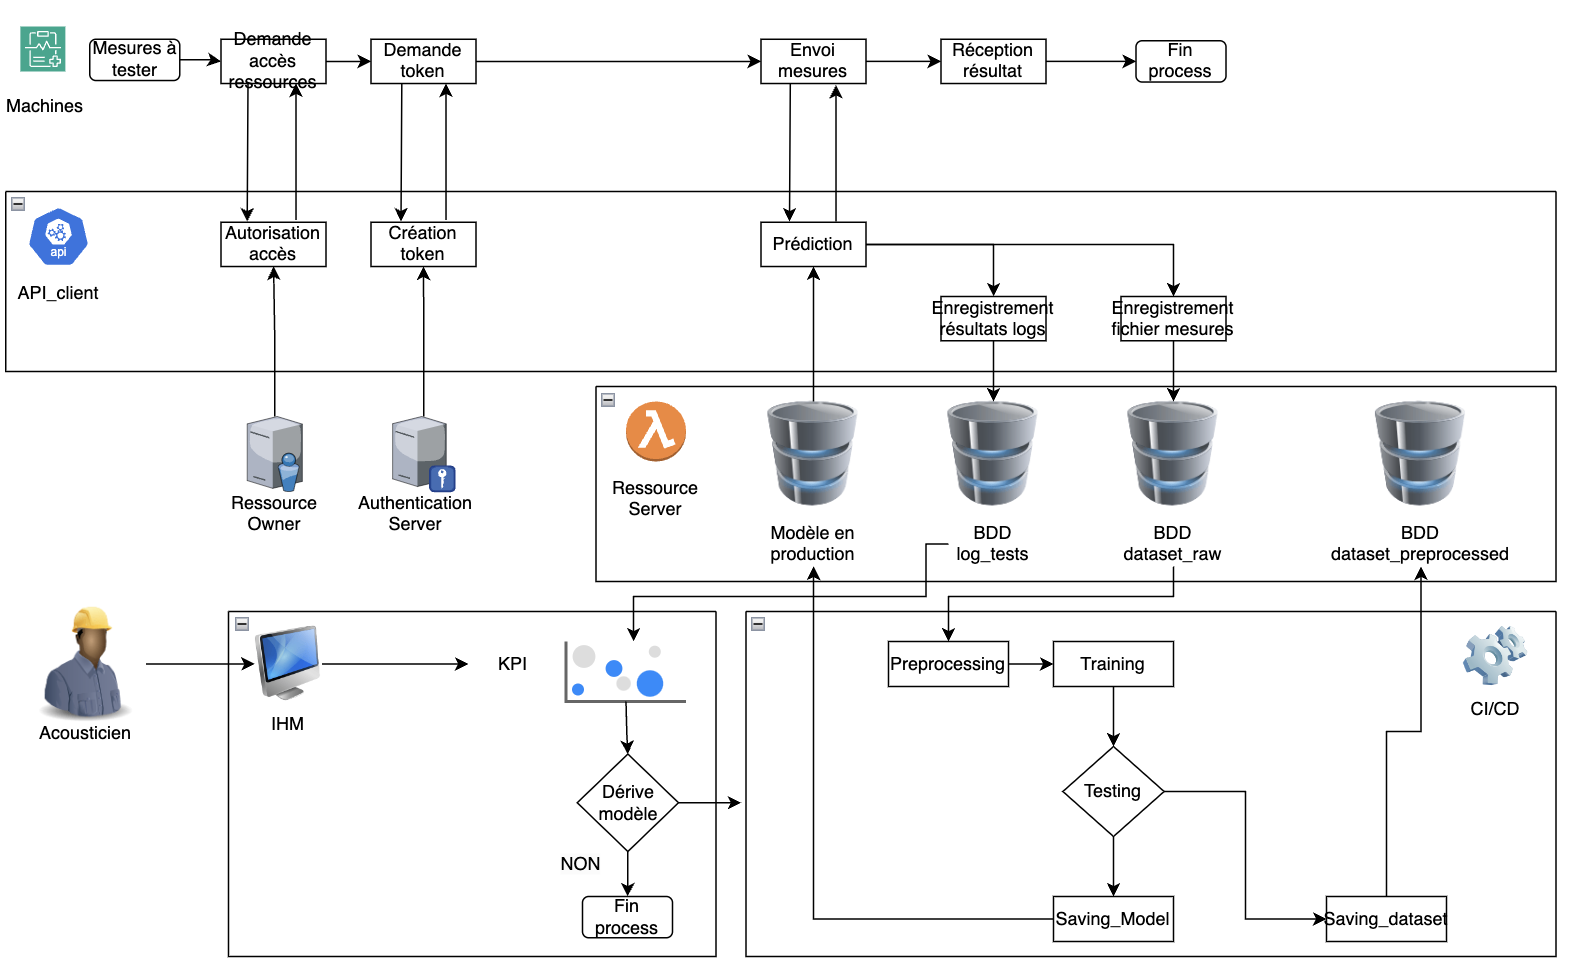 Mesures à
tester
Demande
accès
ressources
Demande
token
Envoi
mesures
Réception
résultat
Fin
process
Machines
api
API_client
Autorisation
accès
Création
token
Prédiction
Enregistrement
résultats logs
Enregistrement
fichier mesures
λ
Ressource
Server
Ressource
Owner
Authentication
Server
Modèle en
production
BDD
log_tests
BDD
dataset_raw
BDD
dataset_preprocessed
Acousticien
IHM
KPI
Dérive
modèle
NON
Fin
process
Preprocessing
Training
CI/CD
Testing
Saving_Model
Saving_dataset